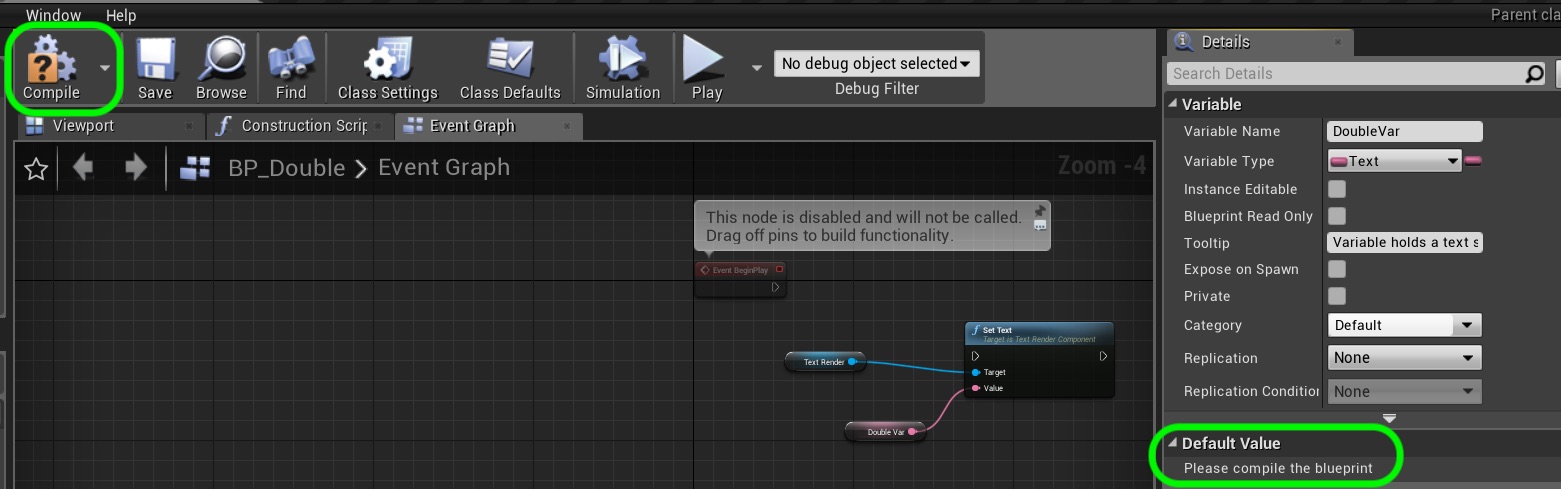 Window Help
Parent cla
Compile Save Browse Find Class Settings Class Defaults Simulation Play
No debug object selected
Debug Filter
Viewport Construction Scrip Event Graph
BP_Double > Event Graph
Zoom -4
This node is disabled and will not be called.
Drag off pins to build functionality.
Event BeginPlay
Text Render
Set Text
Target is Text Render Component
Target
Value
Double Var
Details
Search Details
Variable
Variable Name DoubleVar
Variable Type Text
Instance Editable
Blueprint Read Only
Tooltip Variable holds a text s
Expose on Spawn
Private
Category Default
Replication None
Replication Condition None
Default Value
Please compile the blueprint